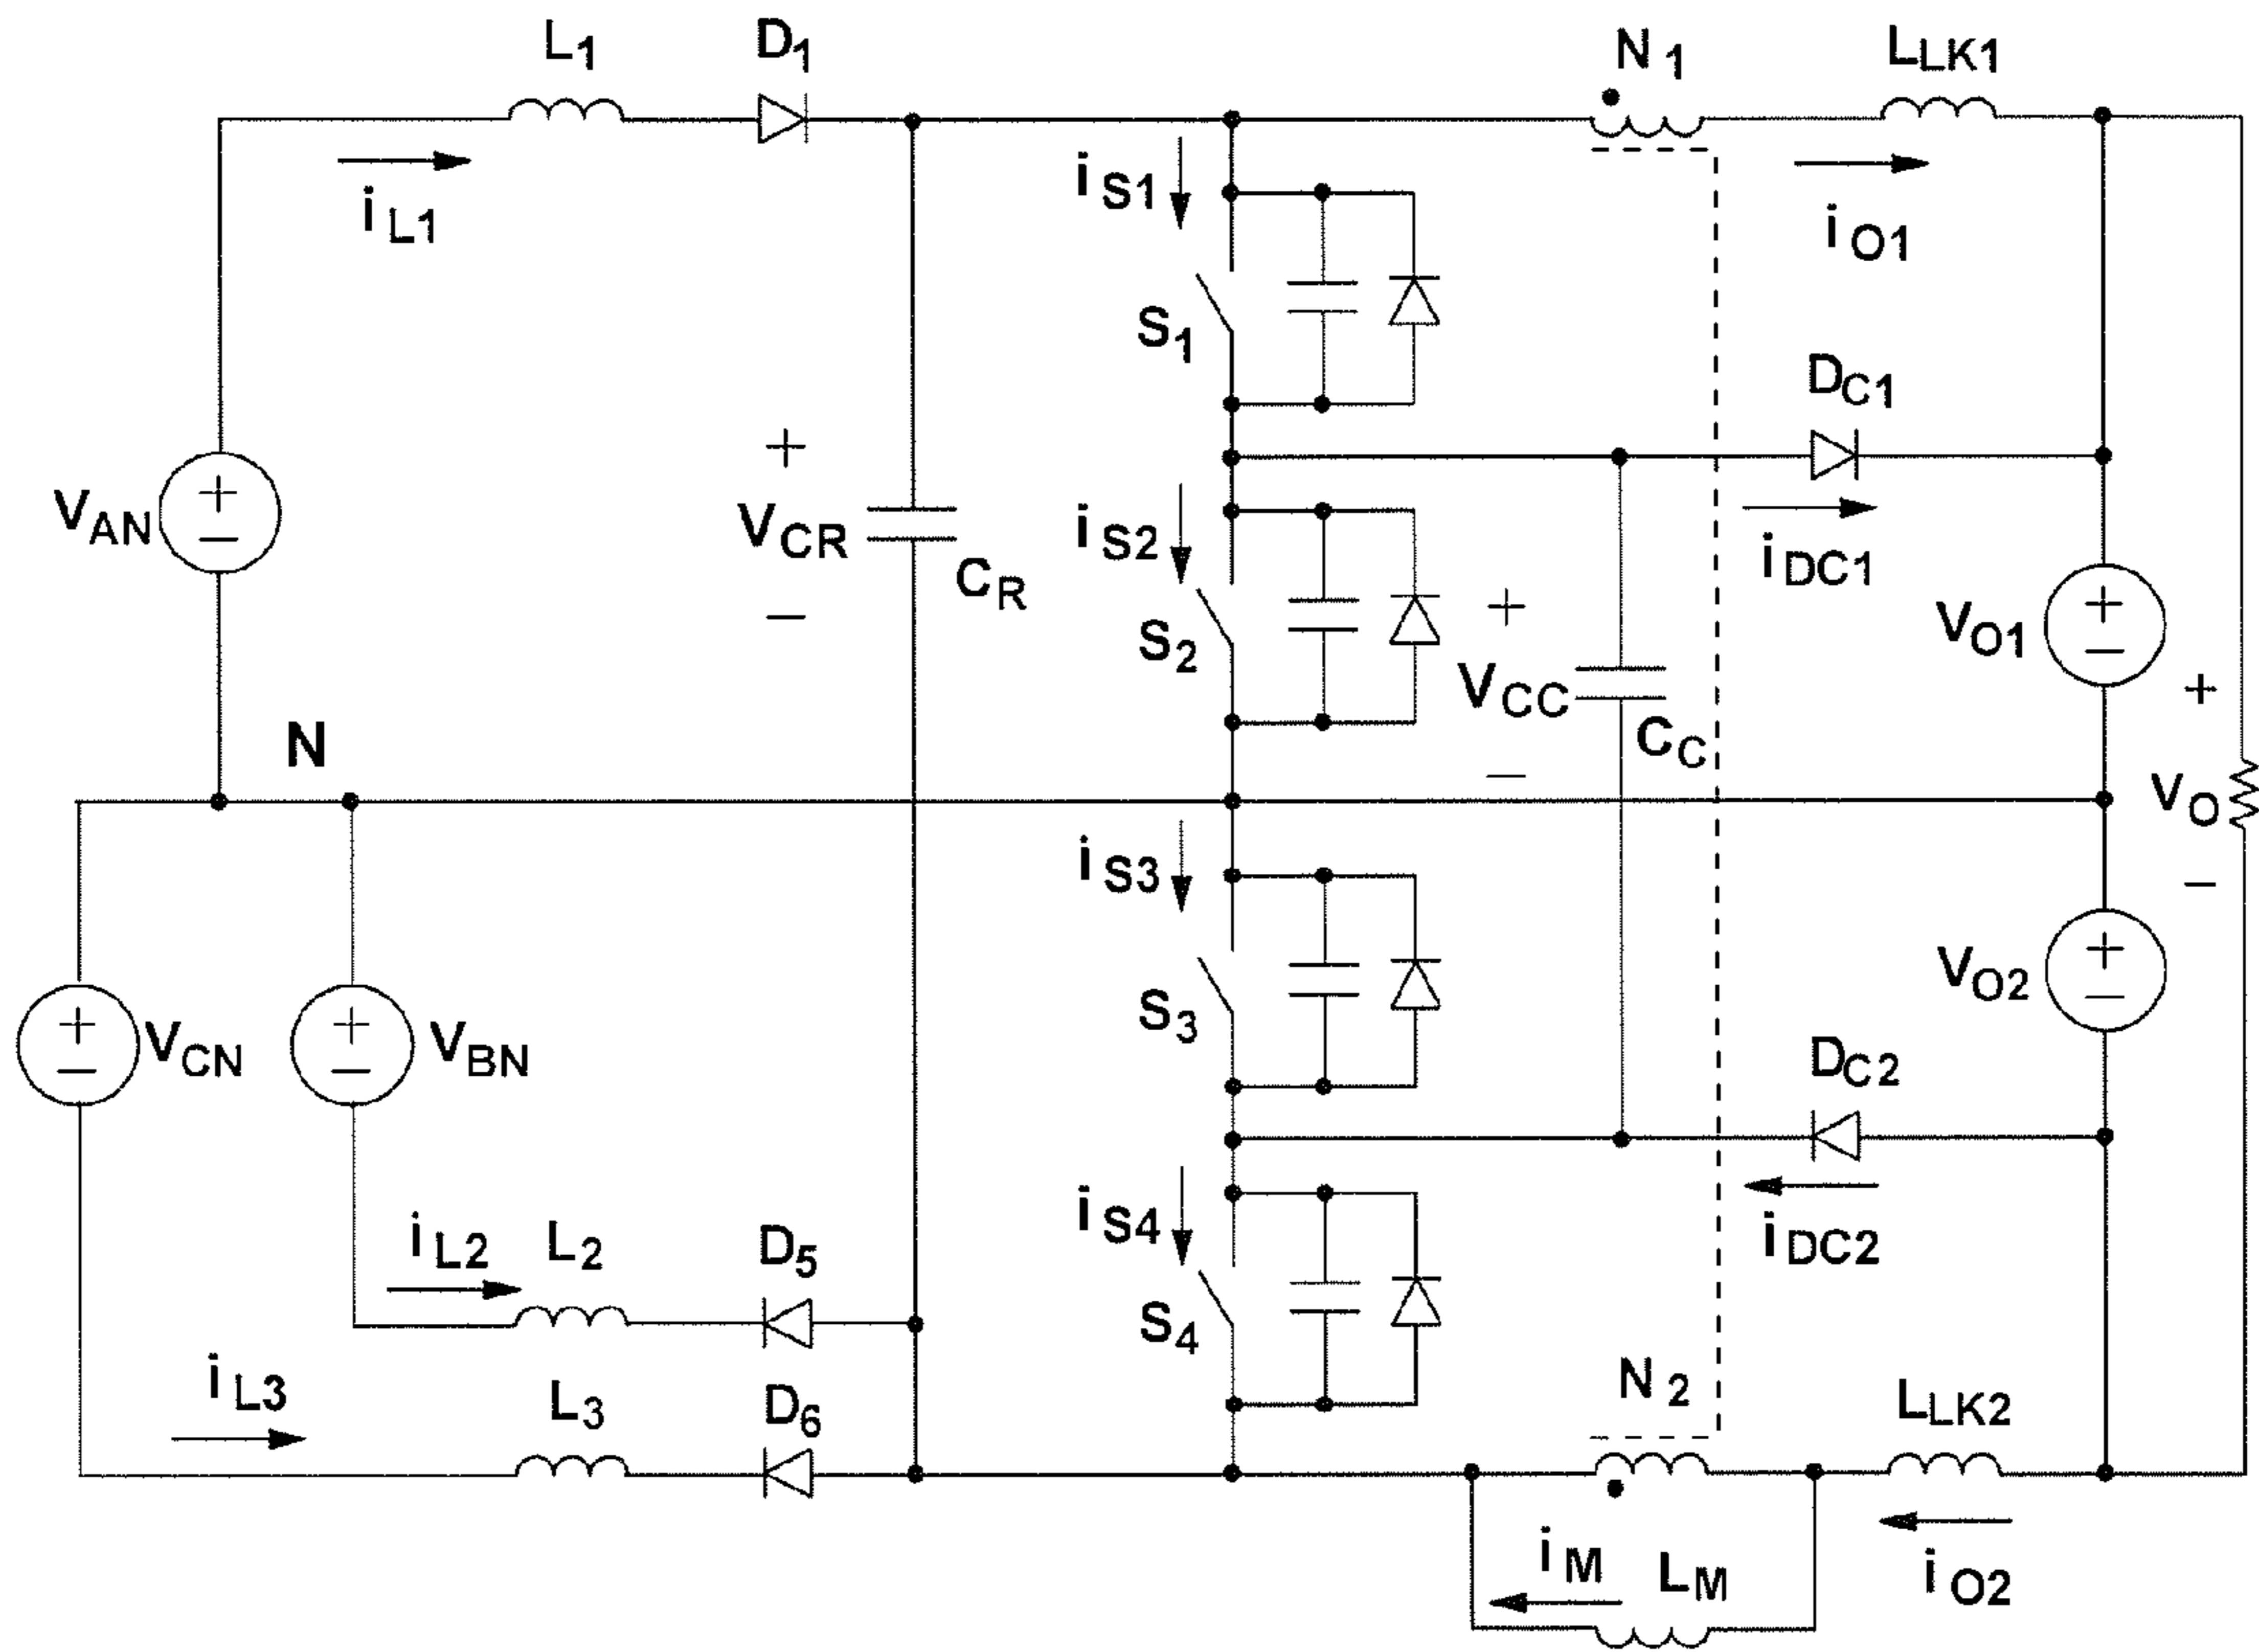 L1
D1
N1
LLK1
iL1
iS1
iO1
S1
DC1
VAN
+
−
+
VCR
−
CR
iS2
iDC1
S2
+
VCC
−
CC
VO1
+
−
N
+
VO
−
iS3
VCN
+
−
VBN
+
−
S3
VO2
+
−
DC2
iL2
L2
D5
iS4
iDC2
S4
iL3
L3
D6
N2
LLK2
iM
LM
iO2